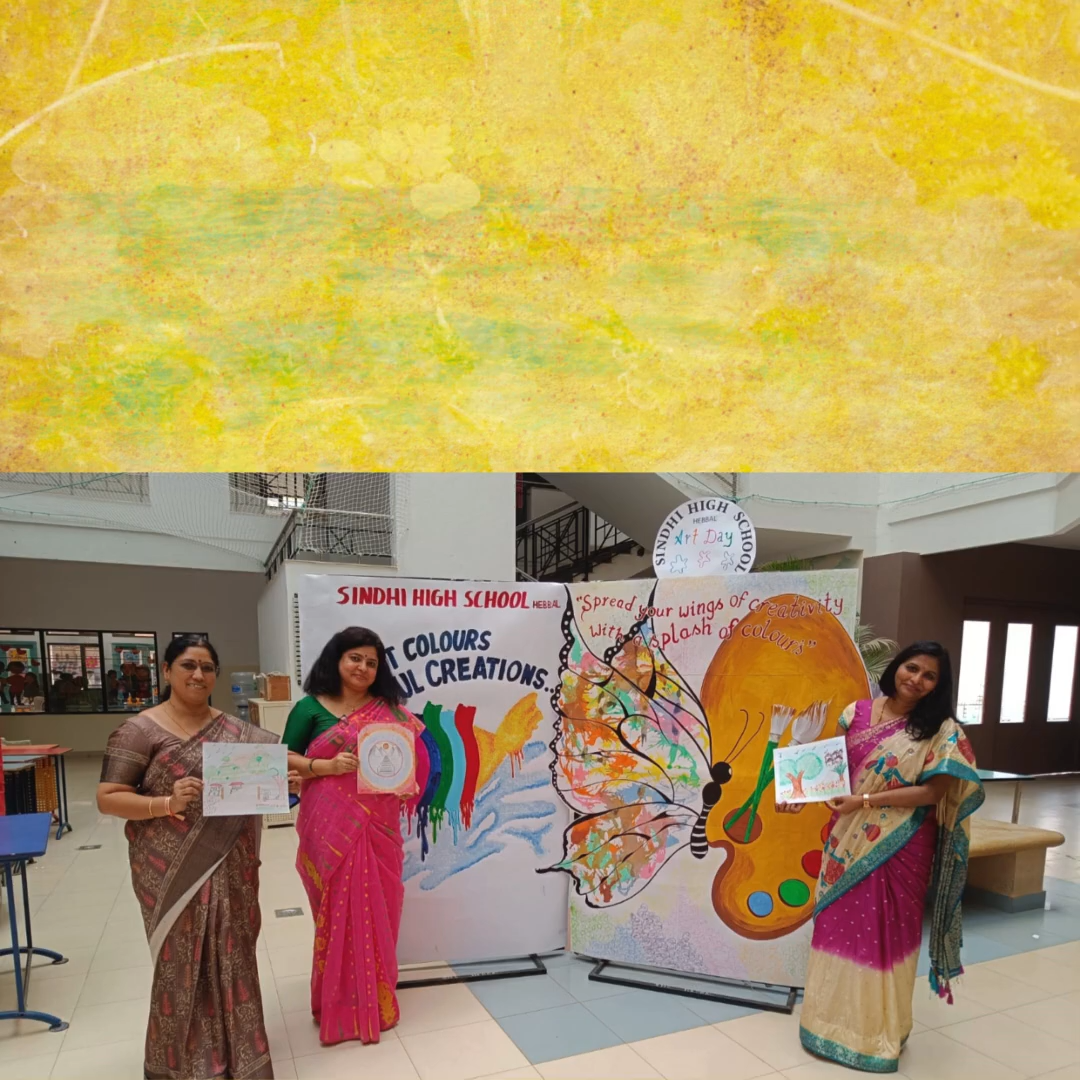 SINDHI HIGH SCHOOL
HEBBAL
Art Day
SINDHI HIGH SCHOOL HEBBAL
T COLOURS
UL CREATIONS..
"Spread your wings of creativity
with a splash of colours"